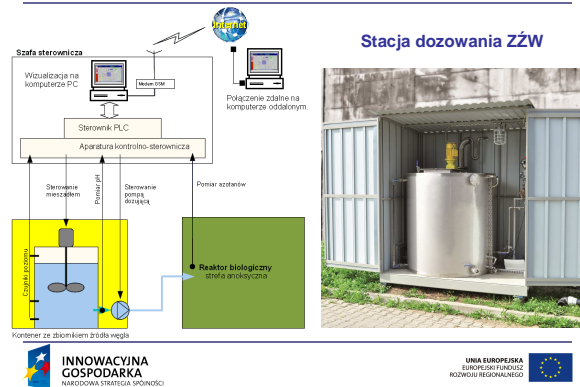 Stacja dozowania ZŹW
Internet
Szafa sterownicza
Wizualizacja na
komputerze PC
Modem GSM
Połączenie zdalne na
komputerze oddalonym.
Sterownik PLC
Aparatura kontrolno-sterownicza
Sterowanie
mieszadłem
Pomiar pH
Sterowanie
pompą
dozującą
Pomiar azotanów
Czujniki poziomu
Reaktor biologiczny
strefa anoksyczna
Kontener ze zbiornikiem źródła węgla
INNOWACYJNA
GOSPODARKA
NARODOWA STRATEGIA SPÓJNOŚCI
UNIA EUROPEJSKA
EUROPEJSKI FUNDUSZ
ROZWOJU REGIONALNEGO